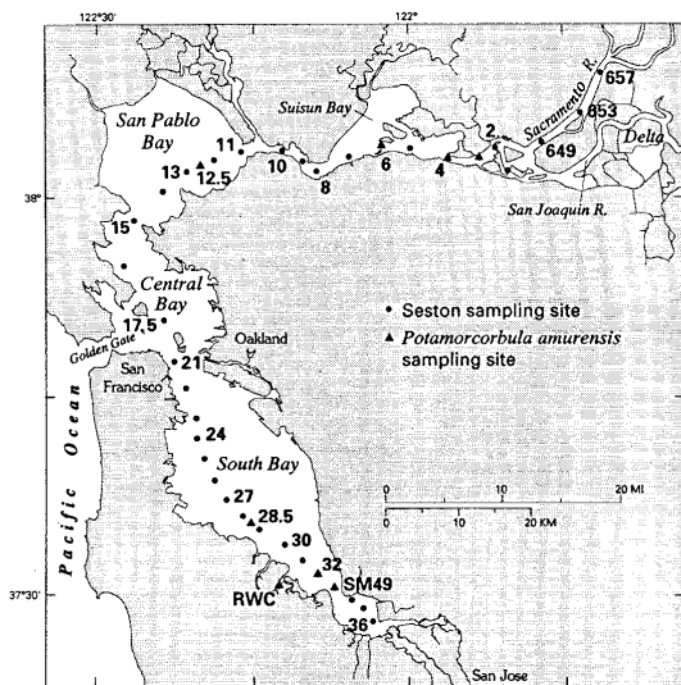 122°30'
122°
San Pablo
Bay
Suisun Bay
Sacramento R.
657
653
649
Delta
2
11
10
8
6
4
13
12.5
38°
San Joaquin R.
15
Central
Bay
17.5
Golden Gate
San
Francisco
21
Oakland
Pacific Ocean
• Seston sampling site
▲ Potamorcorbula amurensis
sampling site
24
South Bay
27
28.5
30
32
SM49
RWC
36
37°30'
0 10 20 MI
0 10 20 KM
San Jose